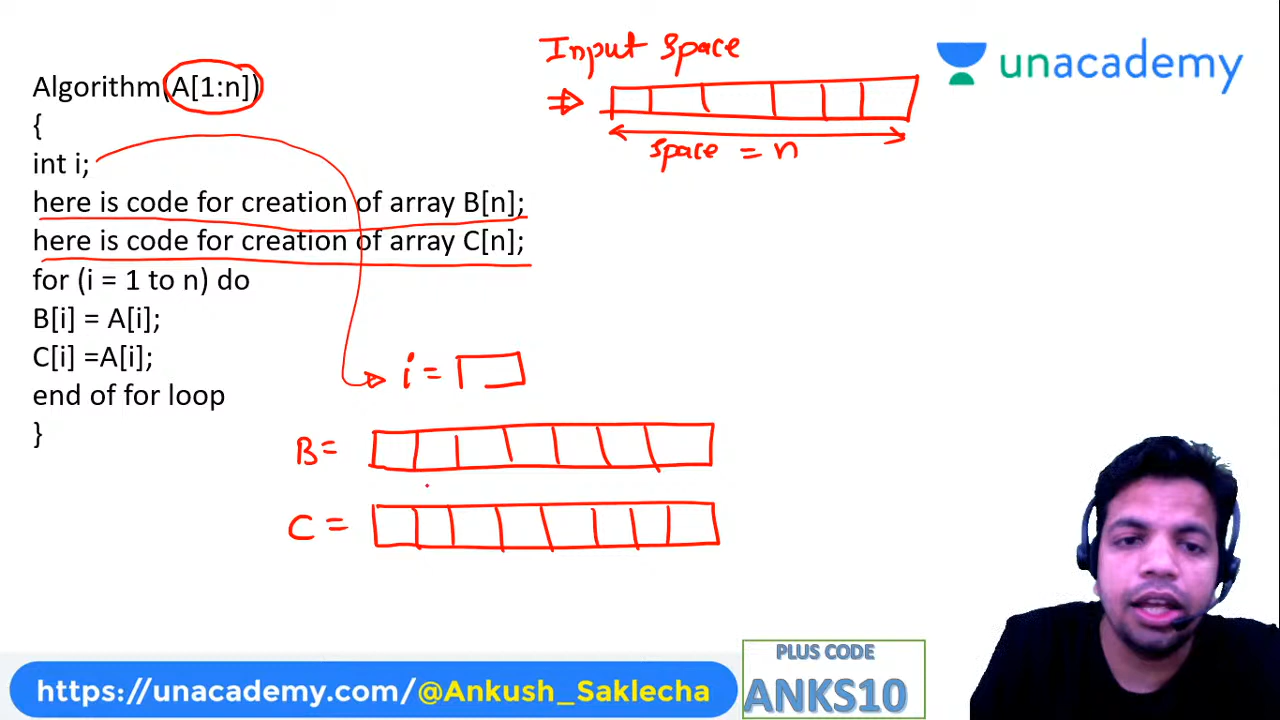 Input space
unacademy
Algorithm(A[1:n])
{
space = n
int i;
here is code for creation of array B[n];
here is code for creation of array C[n];
for (i = 1 to n) do
B[i] = A[i];
C[i] =A[i];
i =
end of for loop
}
B=
C =
PLUS CODE
https://unacademy.com/@Ankush_Saklecha
ANKS10